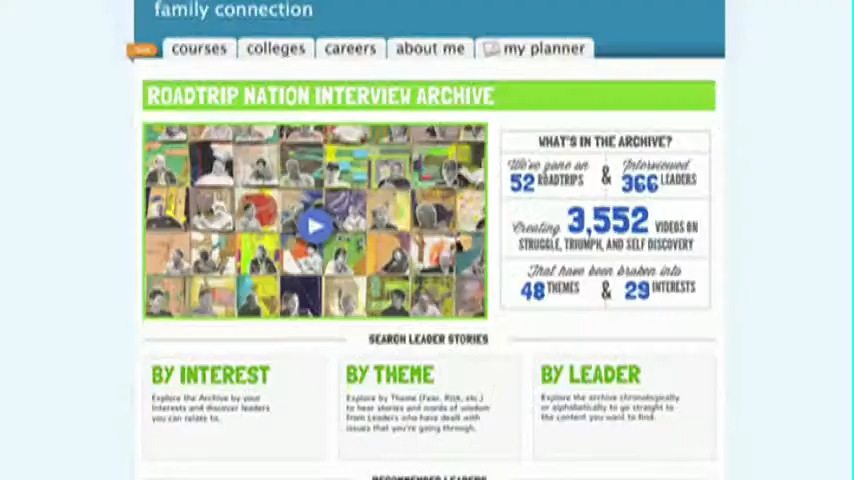 family connection
courses
colleges
careers
about me
my planner
ROADTRIP NATION INTERVIEW ARCHIVE
WHAT'S IN THE ARCHIVE?
We've gone on
52 ROADTRIPS
&
Interviewed
366 LEADERS
Creating 3,552 VIDEOS ON
STRUGGLE, TRIUMPH, AND SELF DISCOVERY
That have been broken into
48 THEMES & 29 INTERESTS
SEARCH LEADER STORIES
BY INTEREST
Explore the Archive by your
interests and discover leaders
you can relate to.
BY THEME
Explore by Theme (Fear, Risk, etc.)
to hear stories and words of wisdom
from Leaders who have dealt with
issues that you're going through.
BY LEADER
Explore the archive chronologically
or alphabetically to go straight to
the content you want to find.
RECOMMENDED LEADERS